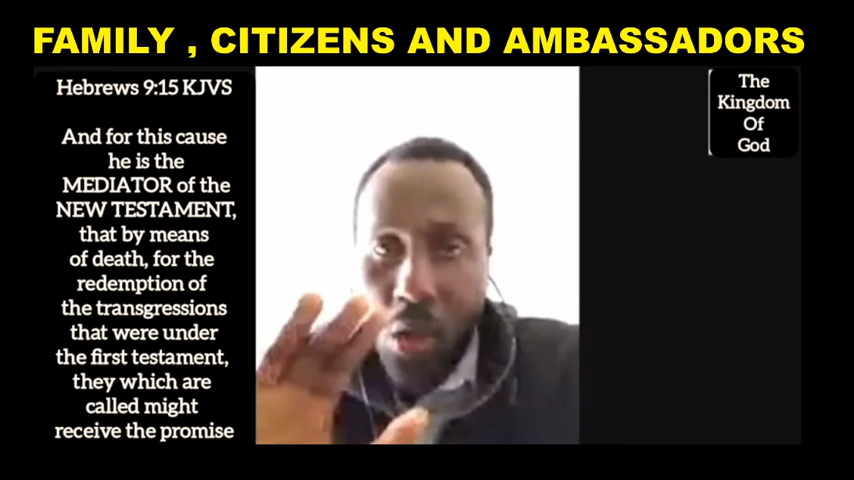 FAMILY , CITIZENS AND AMBASSADORS
Hebrews 9:15 KJVS
And for this cause
he is the
MEDIATOR of the
NEW TESTAMENT,
that by means
of death, for the
redemption of
the transgressions
that were under
the first testament,
they which are
called might
receive the promise
The
Kingdom
Of
God